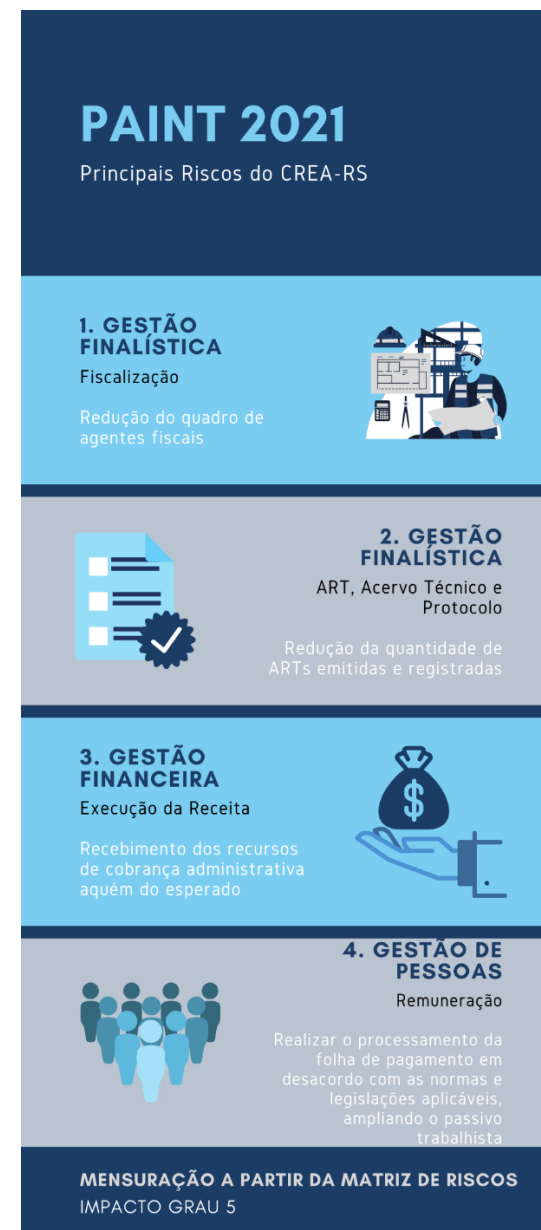 PAINT 2021
Principais Riscos do CREA-RS
1. GESTÃO
FINALÍSTICA
Fiscalização
Redução do quadro de
agentes fiscais
2. GESTÃO
FINALÍSTICA
ART, Acervo Técnico e
Protocolo
Redução da quantidade de
ARTs emitidas e registradas
3. GESTÃO
FINANCEIRA
Execução da Receita
Recebimento dos recursos
de cobrança administrativa
aquém do esperado
$
4. GESTÃO DE
PESSOAS
Remuneração
Realizar o processamento da
folha de pagamento em
desacordo com as normas e
legislações aplicáveis,
ampliando o passivo
trabalhista
MENSURAÇÃO A PARTIR DA MATRIZ DE RISCOS
IMPACTO GRAU 5